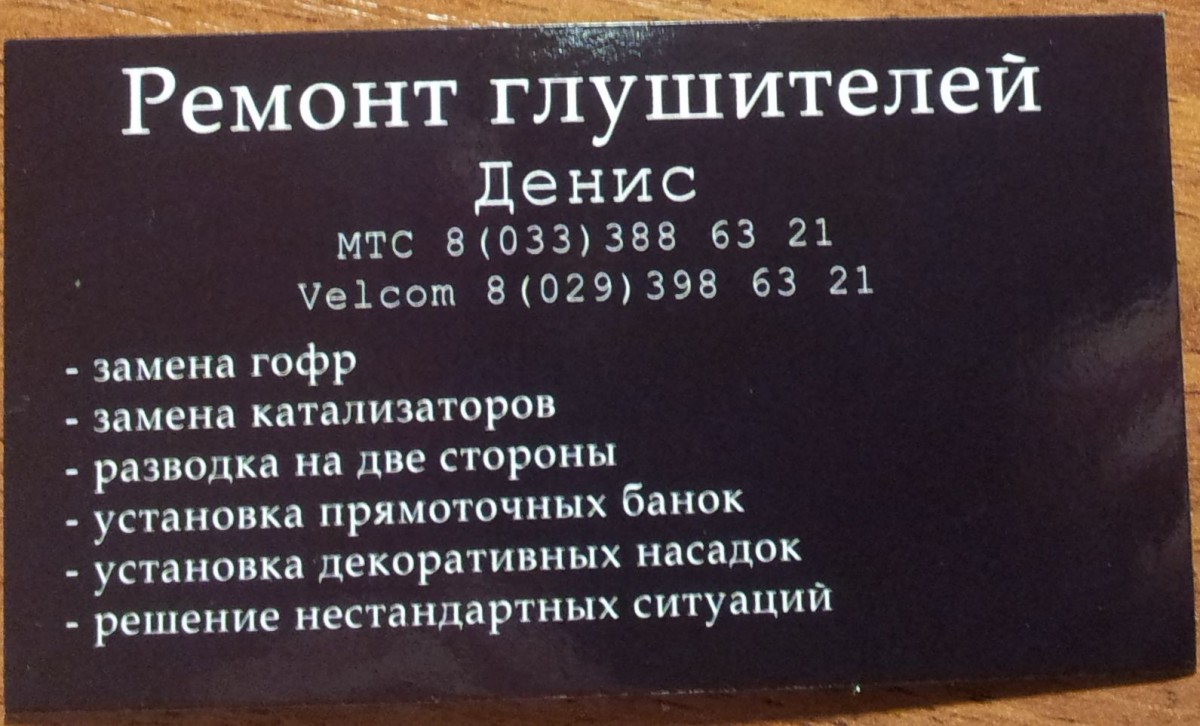 Ремонт глушителей
Денис
МТС 8(033)388 63 21
Velcom 8(029)398 63 21
- замена гофр
- замена катализаторов
- разводка на две стороны
- установка прямоточных банок
- установка декоративных насадок
- решение нестандартных ситуаций